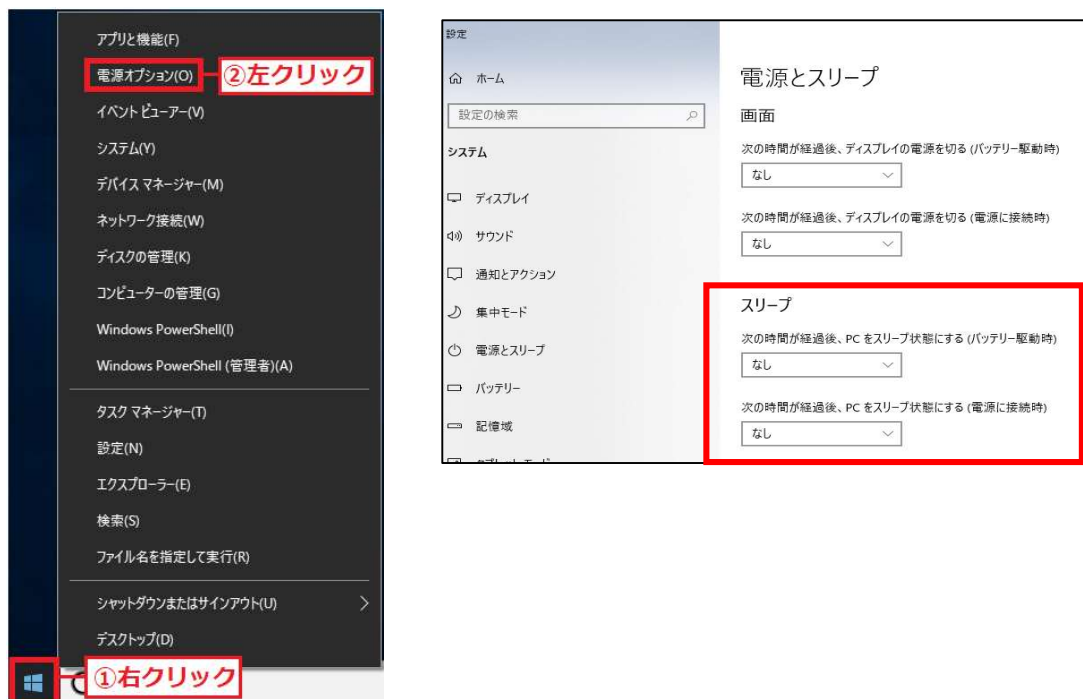 アプリと機能(F)
電源オプション(O)
②左クリック
イベント ビューアー(V)
システム(Y)
デバイス マネージャー(M)
ネットワーク接続(W)
ディスクの管理(K)
コンピューターの管理(G)
Windows PowerShell(I)
Windows PowerShell (管理者)(A)
タスク マネージャー(T)
設定(N)
エクスプローラー(E)
検索(S)
ファイル名を指定して実行(R)
シャットダウンまたはサインアウト(U)
デスクトップ(D)
①右クリック
設定
ホーム
設定の検索
システム
ディスプレイ
サウンド
通知とアクション
集中モード
電源とスリープ
バッテリー
記憶域
電源とスリープ
画面
次の時間が経過後、ディスプレイの電源を切る (バッテリー駆動時)
なし
次の時間が経過後、ディスプレイの電源を切る (電源に接続時)
なし
スリープ
次の時間が経過後、PC をスリープ状態にする (バッテリー駆動時)
なし
次の時間が経過後、PC をスリープ状態にする (電源に接続時)
なし